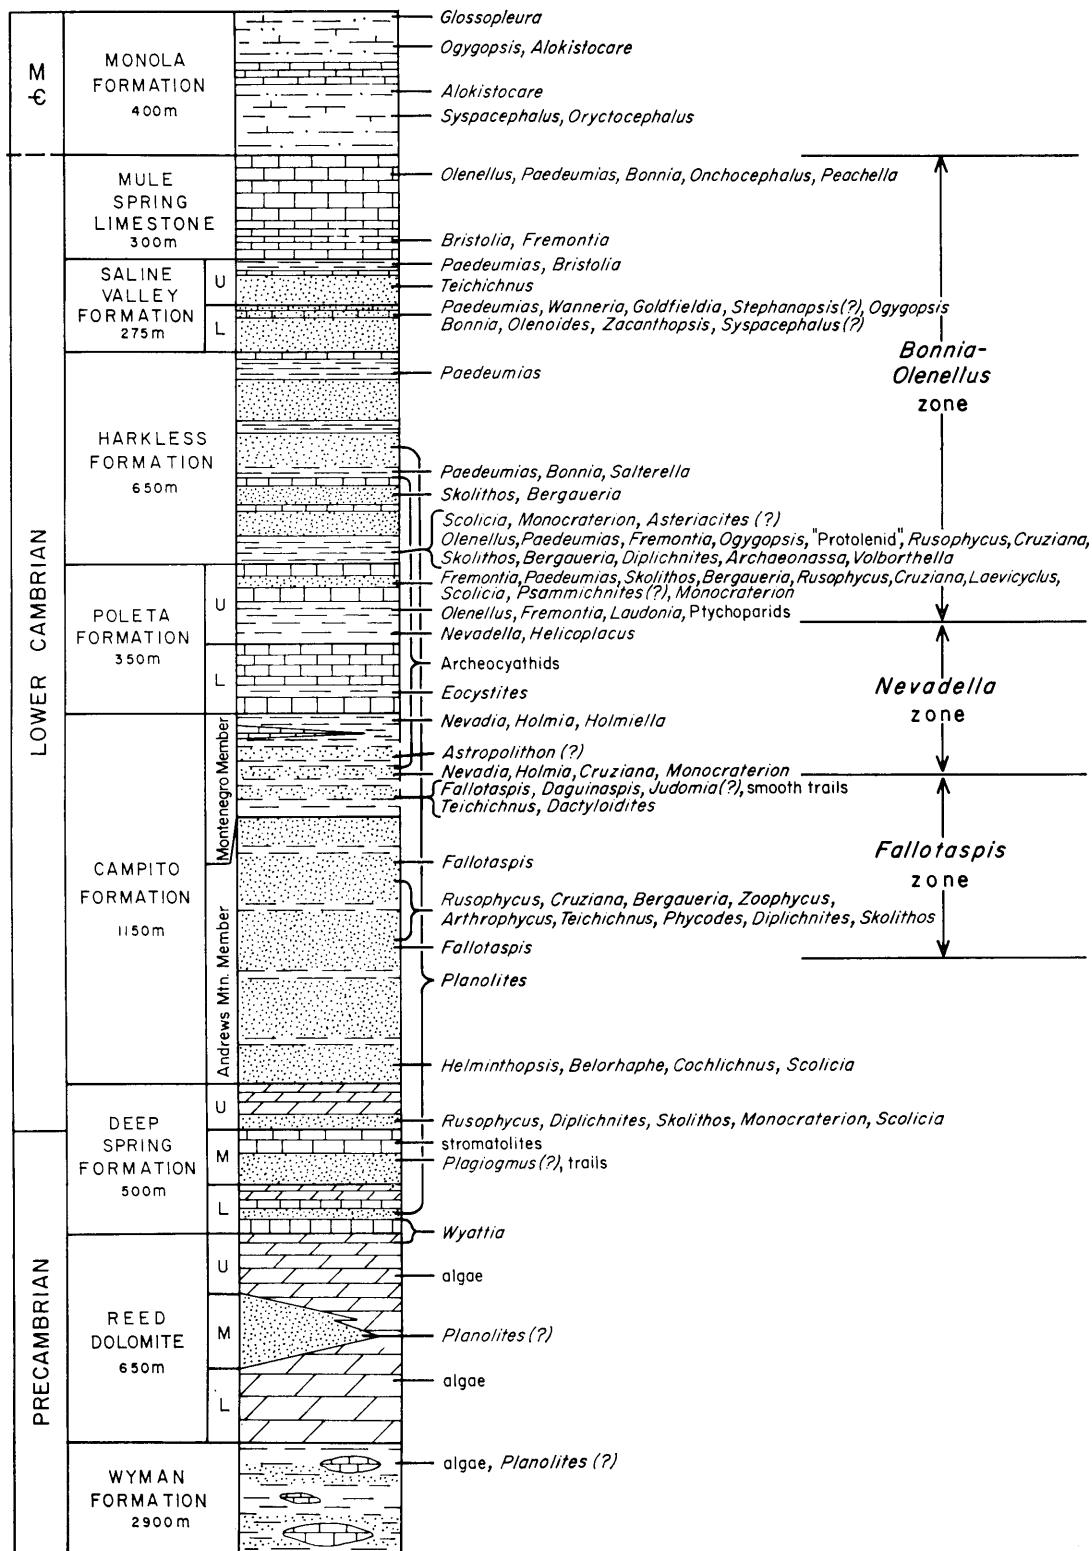 M
Ꞓ
MONOLA
FORMATION
400m
Glossopleura
Ogygopsis, Alokistocare
Alokistocare
Syspacephalus, Oryctocephalus
LOWER CAMBRIAN
MULE
SPRING
LIMESTONE
300m
Olenellus, Paedeumias, Bonnia, Onchocephalus, Peachella
Bristolia, Fremontia
SALINE
VALLEY
FORMATION
275m
U
L
Paedeumias, Bristolia
Teichichnus
Paedeumias, Wanneria, Goldfieldia, Stephanapsis(?), Ogygopsis
Bonnia, Olenoides, Zacanthopsis, Syspacephalus(?)
HARKLESS
FORMATION
650m
Paedeumias
Paedeumias, Bonnia, Salterella
Skolithos, Bergaueria
Scolicia, Monocraterion, Asteriacites (?)
Olenellus, Paedeumias, Fremontia, Ogygopsis, "Protolenid", Rusophycus, Cruziana,
Skolithos, Bergaueria, Diplichnites, Archaeonassa, Volborthella
POLETA
FORMATION
350m
U
L
Fremontia, Paedeumias, Skolithos, Bergaueria, Rusophycus, Cruziana, Laevicyclus,
Scolicia, Psammichnites(?), Monocraterion
Olenellus, Fremontia, Laudonia, Ptychoparids
Nevadella, Helicoplacus
Archeocyathids
Eocystites
CAMPITO
FORMATION
1150m
Montenegro Member
Andrews Mtn. Member
Nevadia, Holmia, Holmiella
Astropolithon (?)
Nevadia, Holmia, Cruziana, Monocraterion
Fallotaspis, Daguinaspis, Judomia(?), smooth trails
Teichichnus, Dactyloidites
Fallotaspis
Rusophycus, Cruziana, Bergaueria, Zoophycus,
Arthrophycus, Teichichnus, Phycodes, Diplichnites, Skolithos
Fallotaspis
Planolites
Helminthopsis, Belorhaphe, Cochlichnus, Scolicia
DEEP
SPRING
FORMATION
500m
U
M
L
Rusophycus, Diplichnites, Skolithos, Monocraterion, Scolicia
stromatolites
Plagiogmus(?), trails
Wyattia
PRECAMBRIAN
REED
DOLOMITE
650m
U
M
L
algae
Planolites (?)
algae
WYMAN
FORMATION
2900m
algae, Planolites (?)
Bonnia-
Olenellus
zone
Nevadella
zone
Fallotaspis
zone